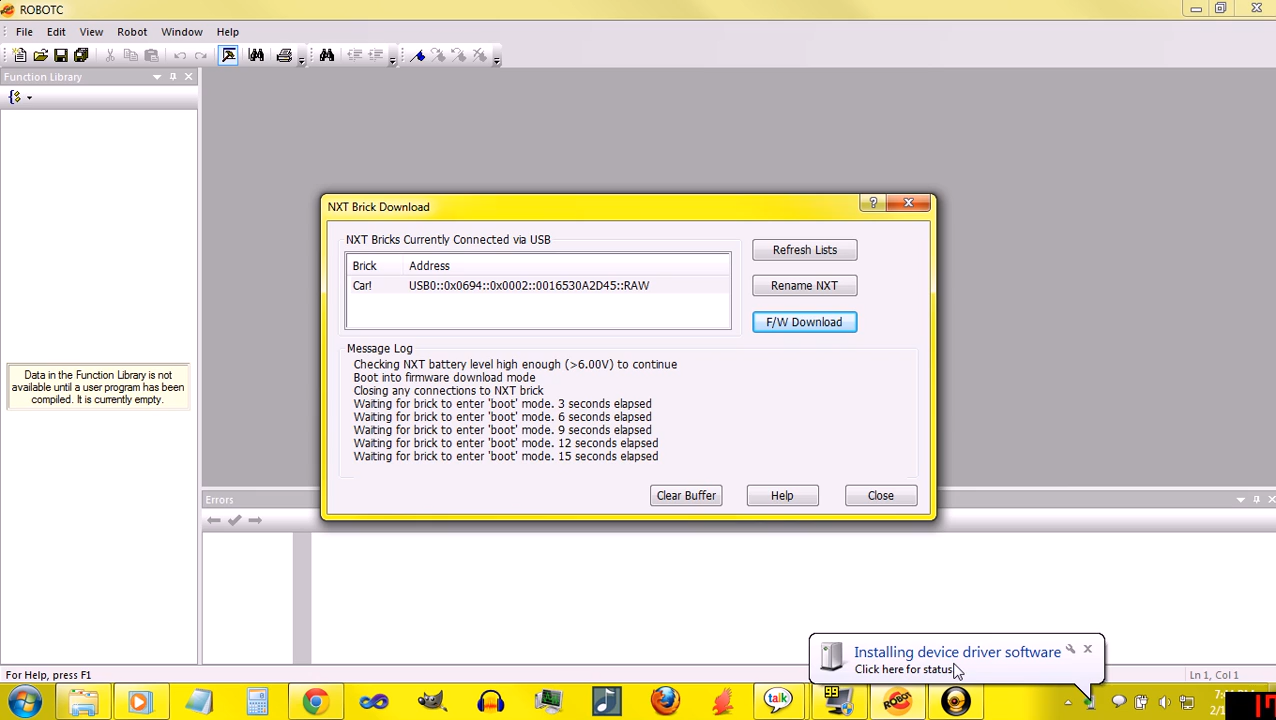 ROBOTC
File Edit View Robot Window Help
Function Library
Data in the Function Library is not
available until a user program has been
compiled. It is currently empty.
NXT Brick Download
?
NXT Bricks Currently Connected via USB
Brick Address
Car! USB0::0x0694::0x0002::0016530A2D45::RAW
Refresh Lists
Rename NXT
F/W Download
Message Log
Checking NXT battery level high enough (>6.00V) to continue
Boot into firmware download mode
Closing any connections to NXT brick
Waiting for brick to enter 'boot' mode. 3 seconds elapsed
Waiting for brick to enter 'boot' mode. 6 seconds elapsed
Waiting for brick to enter 'boot' mode. 9 seconds elapsed
Waiting for brick to enter 'boot' mode. 12 seconds elapsed
Waiting for brick to enter 'boot' mode. 15 seconds elapsed
Clear Buffer Help Close
Errors
Installing device driver software
Click here for status.
For Help, press F1
Ln 1, Col 1
talk
99
ROBOT